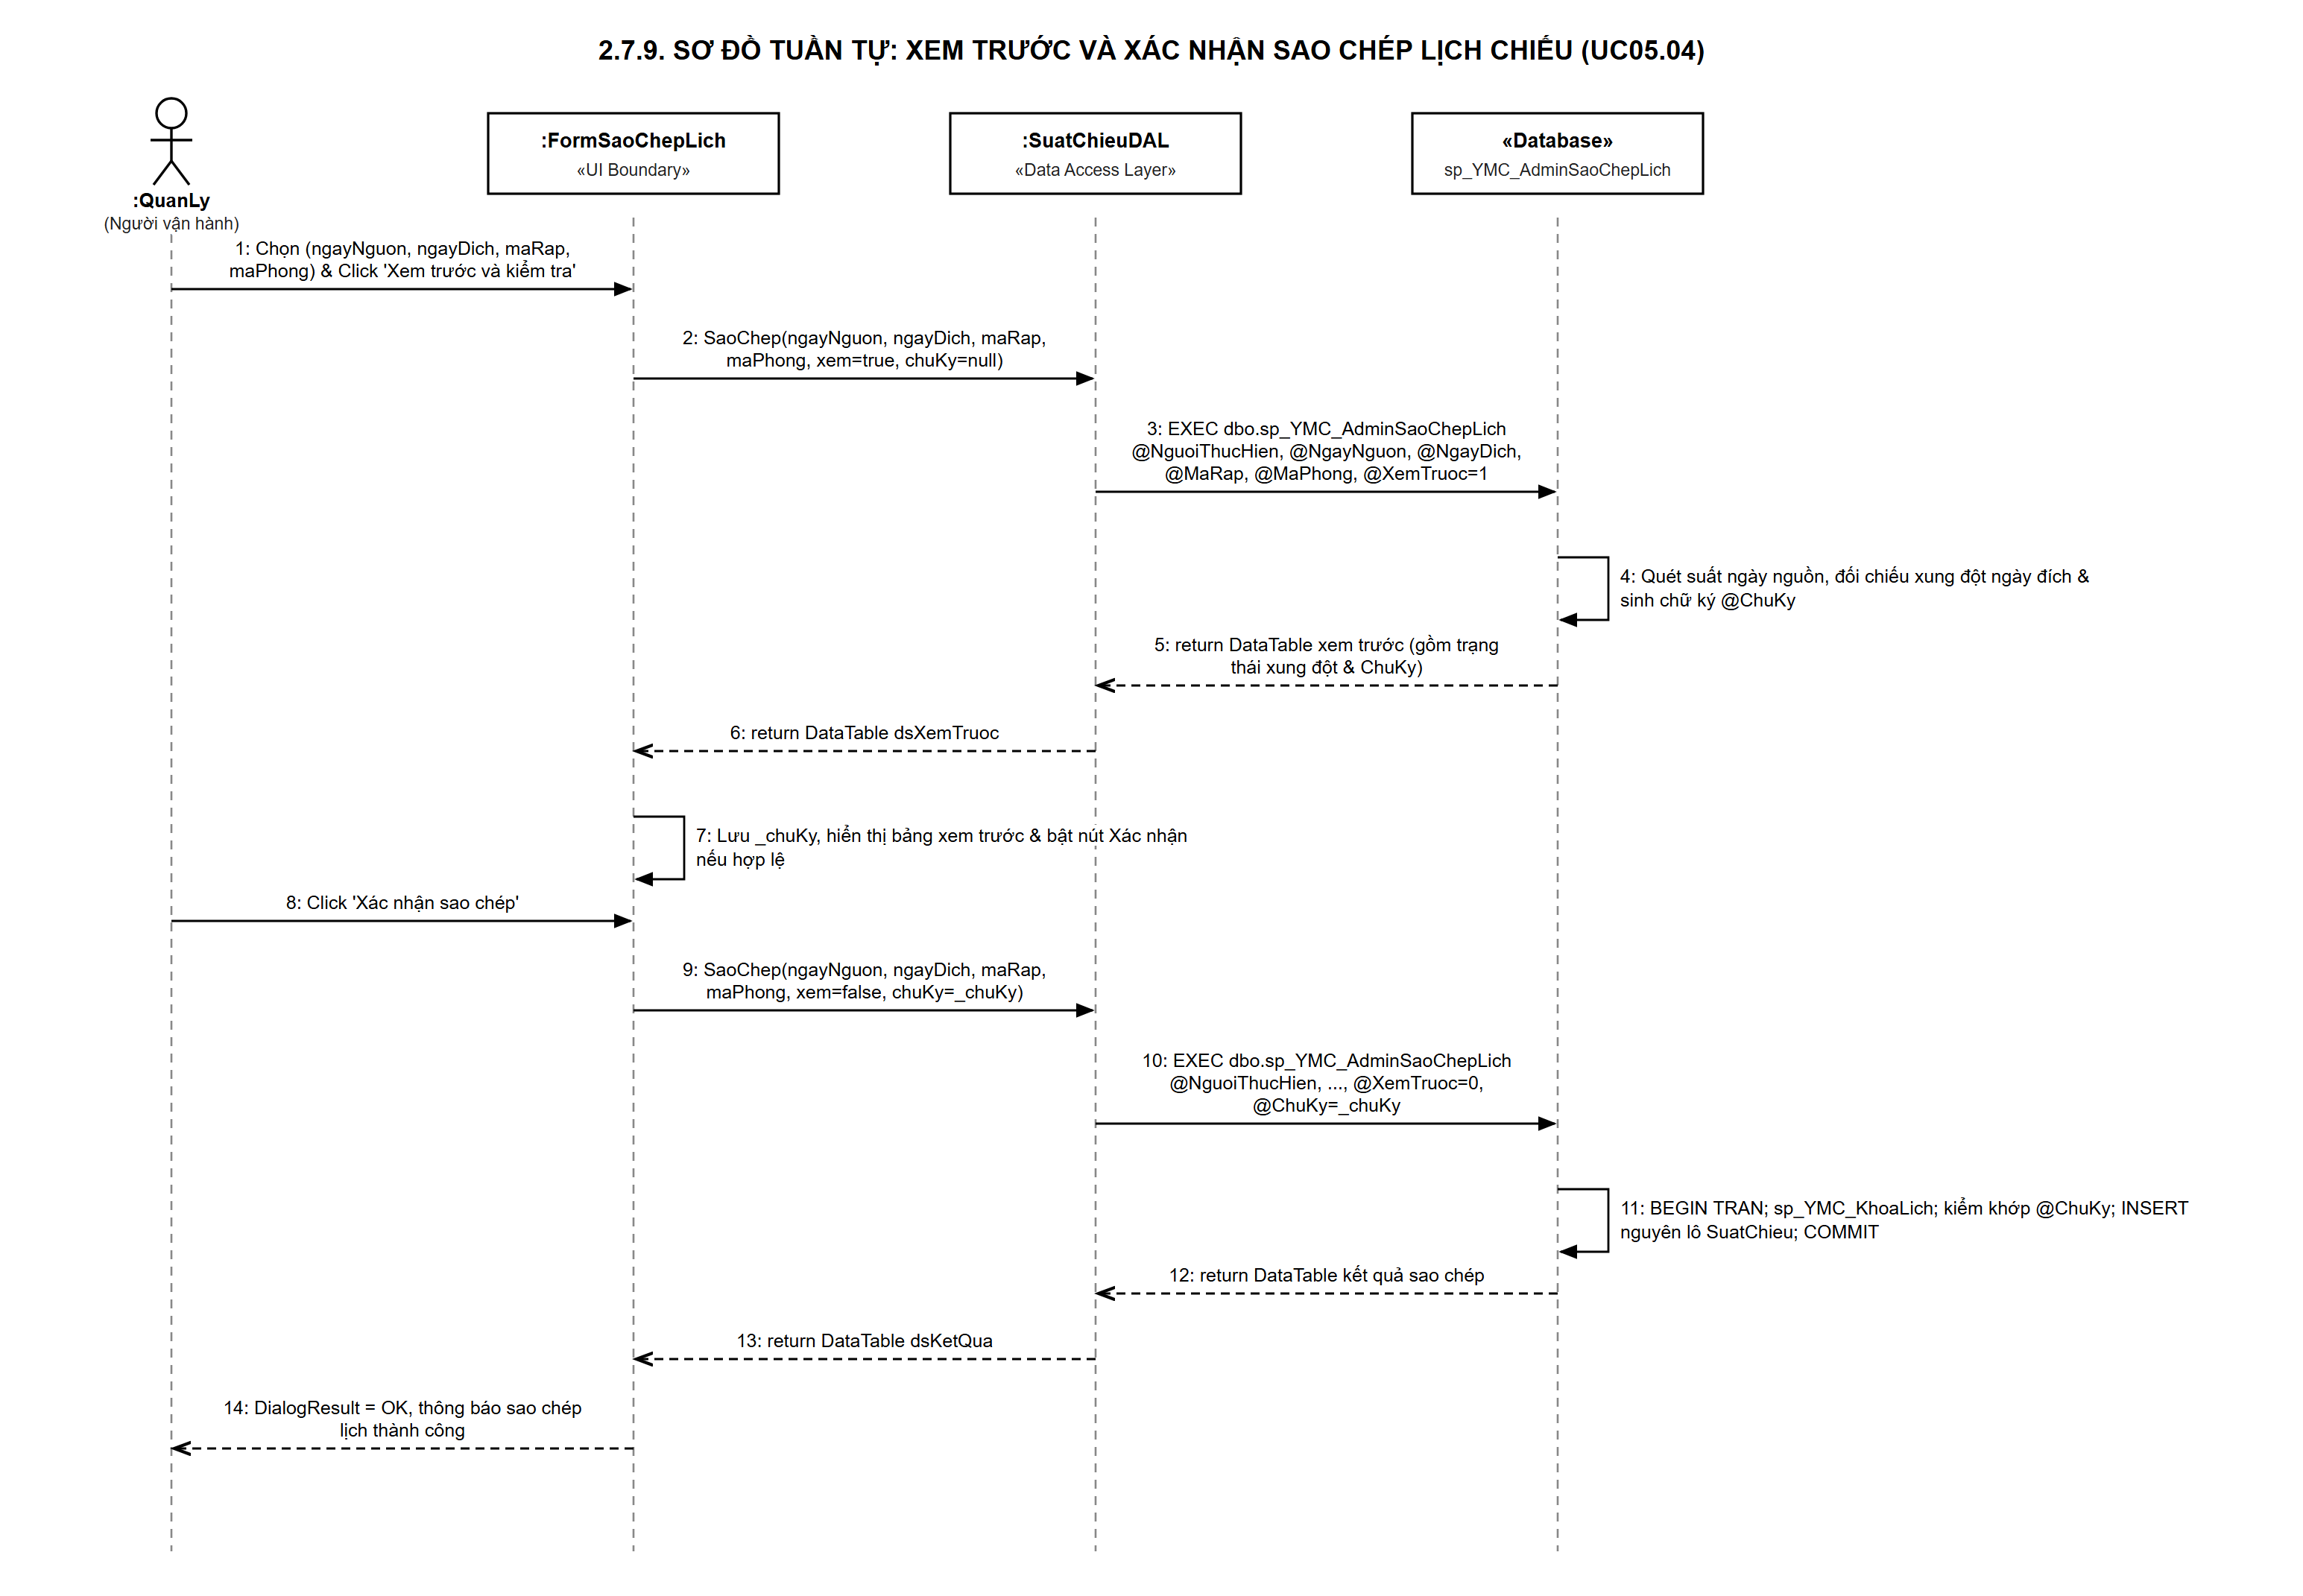 2.7.9. SƠ ĐỒ TUẦN TỰ: XEM TRƯỚC VÀ XÁC NHẬN SAO CHÉP LỊCH CHIẾU (UC05.04)
:QuanLy
(Người vận hành)
:FormSaoChepLich
«UI Boundary»
:SuatChieuDAL
«Data Access Layer»
«Database»
sp_YMC_AdminSaoChepLich
1: Chọn (ngayNguon, ngayDich, maRap,
maPhong) & Click 'Xem trước và kiểm tra'
2: SaoChep(ngayNguon, ngayDich, maRap,
maPhong, xem=true, chuKy=null)
3: EXEC dbo.sp_YMC_AdminSaoChepLich
@NguoiThucHien, @NgayNguon, @NgayDich,
@MaRap, @MaPhong, @XemTruoc=1
4: Quét suất ngày nguồn, đối chiếu xung đột ngày đích &
sinh chữ ký @ChuKy
5: return DataTable xem trước (gồm trạng
thái xung đột & ChuKy)
6: return DataTable dsXemTruoc
7: Lưu _chuKy, hiển thị bảng xem trước & bật nút Xác nhận
nếu hợp lệ
8: Click 'Xác nhận sao chép'
9: SaoChep(ngayNguon, ngayDich, maRap,
maPhong, xem=false, chuKy=_chuKy)
10: EXEC dbo.sp_YMC_AdminSaoChepLich
@NguoiThucHien, ..., @XemTruoc=0,
@ChuKy=_chuKy
11: BEGIN TRAN; sp_YMC_KhoaLich; kiểm khớp @ChuKy; INSERT
nguyên lô SuatChieu; COMMIT
12: return DataTable kết quả sao chép
13: return DataTable dsKetQua
14: DialogResult = OK, thông báo sao chép
lịch thành công